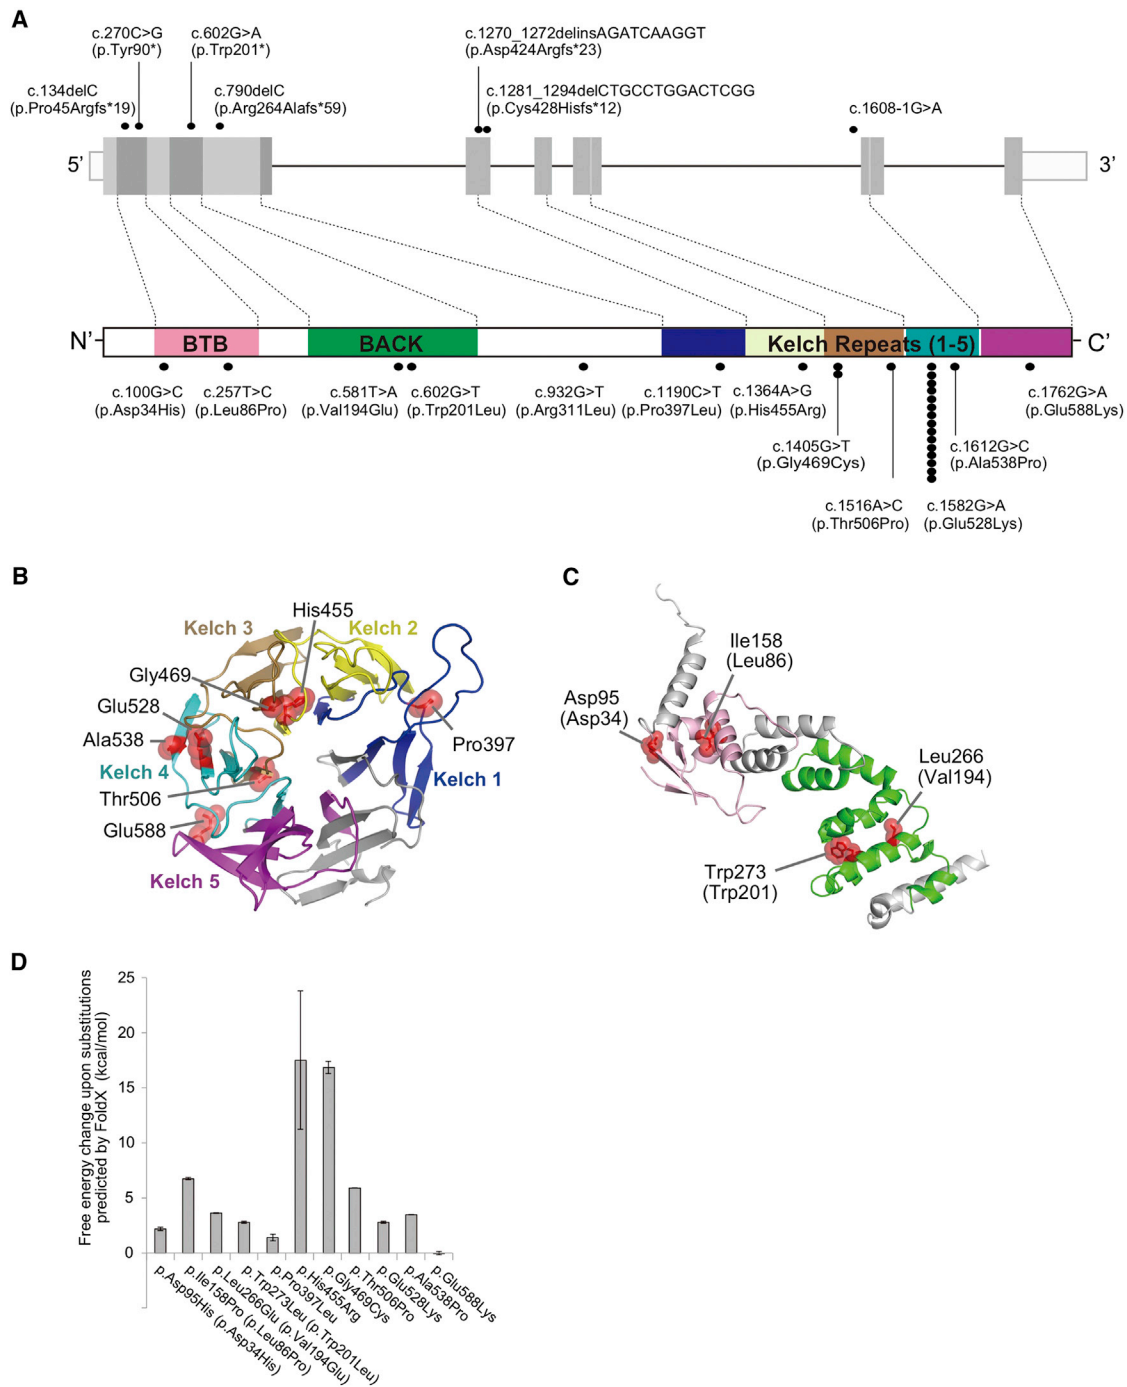 A
c.270C>G
(p.Tyr90*)
c.602G>A
(p.Trp201*)
c.1270_1272delinsAGATCAAGGT
(p.Asp424Argfs*23)
c.134delC
(p.Pro45Argfs*19)
c.790delC
(p.Arg264Alafs*59)
c.1281_1294delCTGCCTGGACTCGG
(p.Cys428Hisfs*12)
c.1608-1G>A
5’
3’
N’
BTB
BACK
Kelch Repeats (1-5)
C’
c.100G>C
(p.Asp34His)
c.257T>C
(p.Leu86Pro)
c.581T>A
(p.Val194Glu)
c.602G>T
(p.Trp201Leu)
c.932G>T
(p.Arg311Leu)
c.1190C>T
(p.Pro397Leu)
c.1364A>G
(p.His455Arg)
c.1762G>A
(p.Glu588Lys)
c.1405G>T
(p.Gly469Cys)
c.1612G>C
(p.Ala538Pro)
c.1516A>C
(p.Thr506Pro)
c.1582G>A
(p.Glu528Lys)
B
His455
Kelch 3
Kelch 2
Gly469
Glu528
Ala538
Pro397
Kelch 4
Kelch 1
Thr506
Glu588
Kelch 5
C
Ile158
(Leu86)
Asp95
(Asp34)
Leu266
(Val194)
Trp273
(Trp201)
D
Free energy change upon substitutions
predicted by FoldX (kcal/mol)
25
20
15
10
5
0
p.Asp95His (p.Asp34His)
p.Ile158Pro (p.Leu86Pro)
p.Leu266Glu (p.Val194Glu)
p.Trp273Leu (p.Trp201Leu)
p.Pro397Leu
p.His455Arg
p.Gly469Cys
p.Thr506Pro
p.Glu528Lys
p.Ala538Pro
p.Glu588Lys